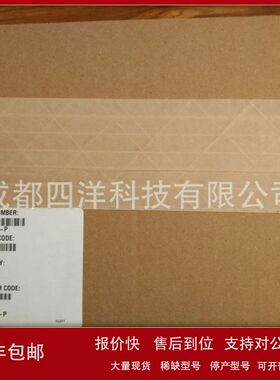 成都四洋科技有限公司
MBER:
-P
CODE:
Y:
R CODE:
-P
年包邮
报价快 售后到位 支持对公
大量现货 稀缺型号 停产型号 可开